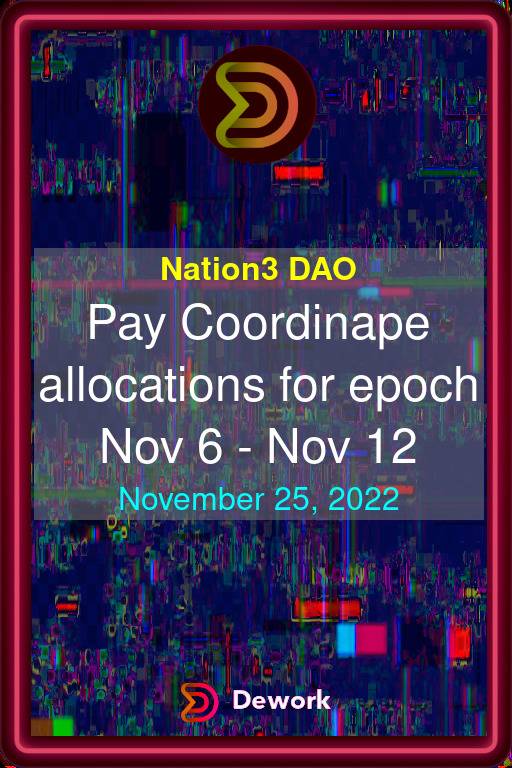 Nation3 DAO
Pay Coordinape
allocations for epoch
Nov 6 - Nov 12
November 25, 2022
Dework